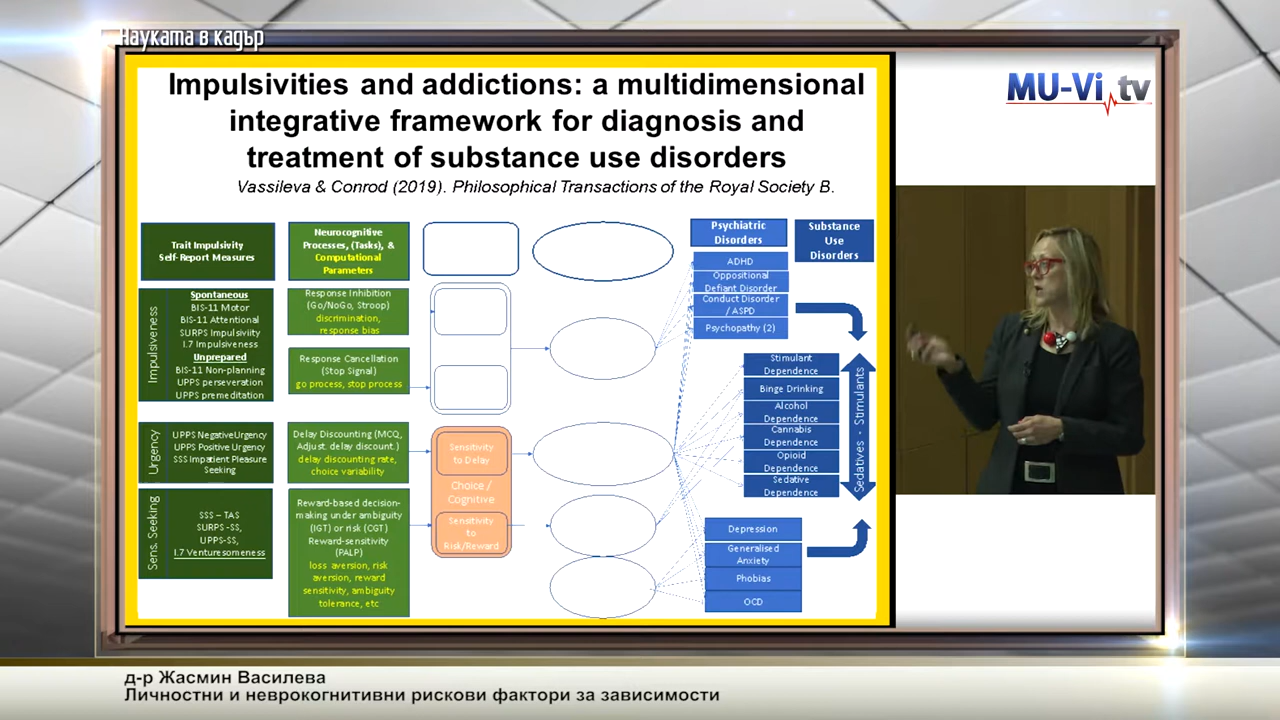 Науката в кадър
MU-Vi.tv
Impulsivities and addictions: a multidimensional
integrative framework for diagnosis and
treatment of substance use disorders
Vassileva & Conrod (2019). Philosophical Transactions of the Royal Society B.
Trait Impulsivity
Self-Report Measures
Impulsiveness
Spontaneous
BIS-11 Motor
BIS-11 Attentional
SURPS Impulsiviity
I.7 Impulsiveness
Unprepared
BIS-11 Non-planning
UPPS perseveration
UPPS premeditation
Urgency
UPPS NegativeUrgency
UPPS Positive Urgency
SSS Impatient Pleasure
Seeking
Sens. Seeking
SSS – TAS
SURPS -SS,
UPPS-SS,
I.7 Venturesomeness
Neurocognitive
Processes, (Tasks), &
Computational
Parameters
Response Inhibition
(Go/NoGo, Stroop)
discrimination,
response bias
Response Cancellation
(Stop Signal)
go process, stop process
Delay Discounting (MCQ,
Adjust. delay discount.)
delay discounting rate,
choice variability
Reward-based decision-
making under ambiguity
(IGT) or risk (CGT)
Reward-sensitivity
(PALP)
loss aversion, risk
aversion, reward
sensitivity, ambiguity
tolerance, etc
Sensitivity
to Delay
Choice /
Cognitive
Sensitivity
to
Risk/Reward
Psychiatric
Disorders
ADHD
Oppositional
Defiant Disorder
Conduct Disorder
/ ASPD
Psychopathy (2)
Substance
Use
Disorders
Stimulant
Dependence
Binge Drinking
Alcohol
Dependence
Cannabis
Dependence
Opioid
Dependence
Sedative
Dependence
Sedatives - Stimulants
Depression
Generalised
Anxiety
Phobias
OCD
д-р Жасмин Василева
Личностни и неврокогнитивни рискови фактори за зависимости